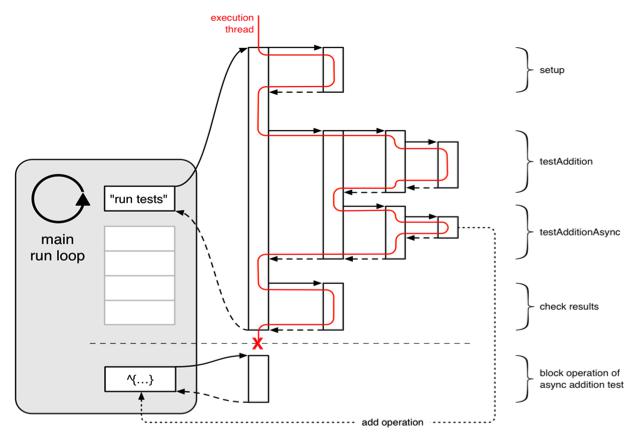 execution
thread
setup
testAddition
"run tests"
testAdditionAsync
main
run loop
check results
X
^{...}
block operation of
async addition test
add operation